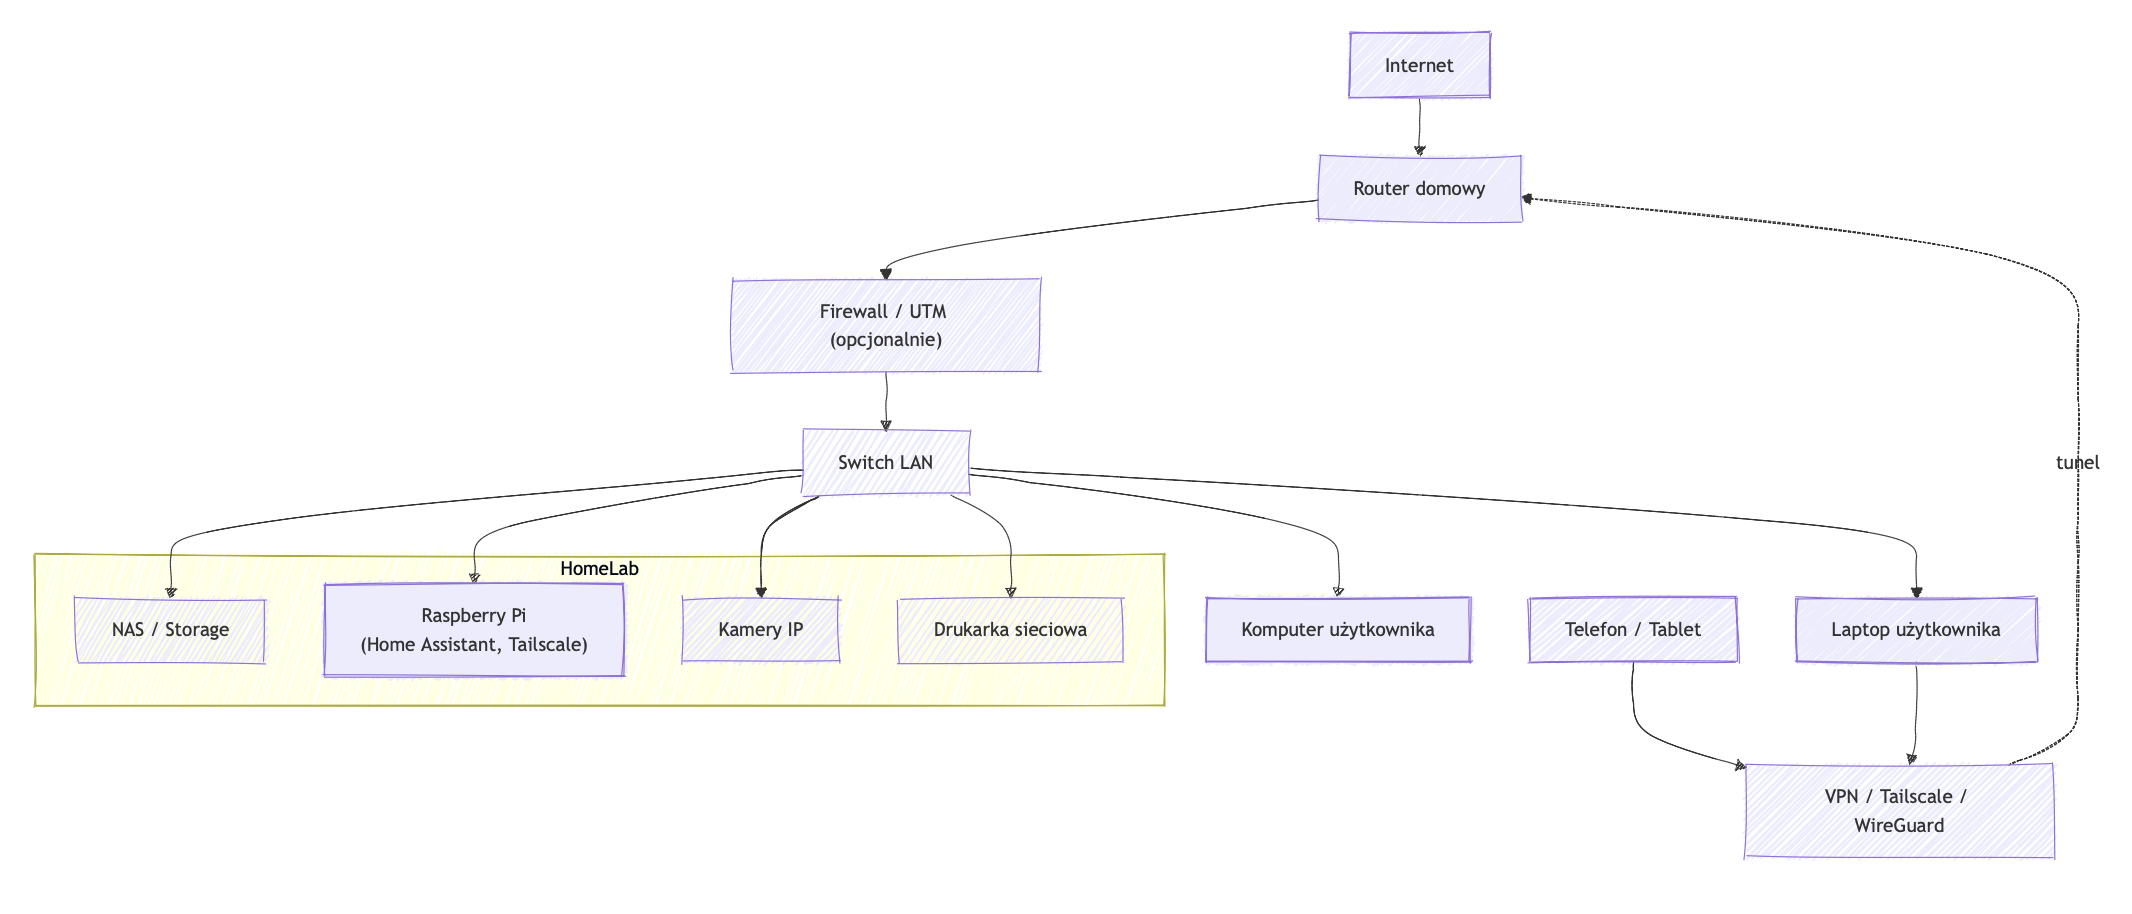 Internet
Router domowy
Firewall / UTM
(opcjonalnie)
Switch LAN
tunel
HomeLab
NAS / Storage
Raspberry Pi
(Home Assistant, Tailscale)
Kamery IP
Drukarka sieciowa
Komputer użytkownika
Telefon / Tablet
Laptop użytkownika
VPN / Tailscale /
WireGuard